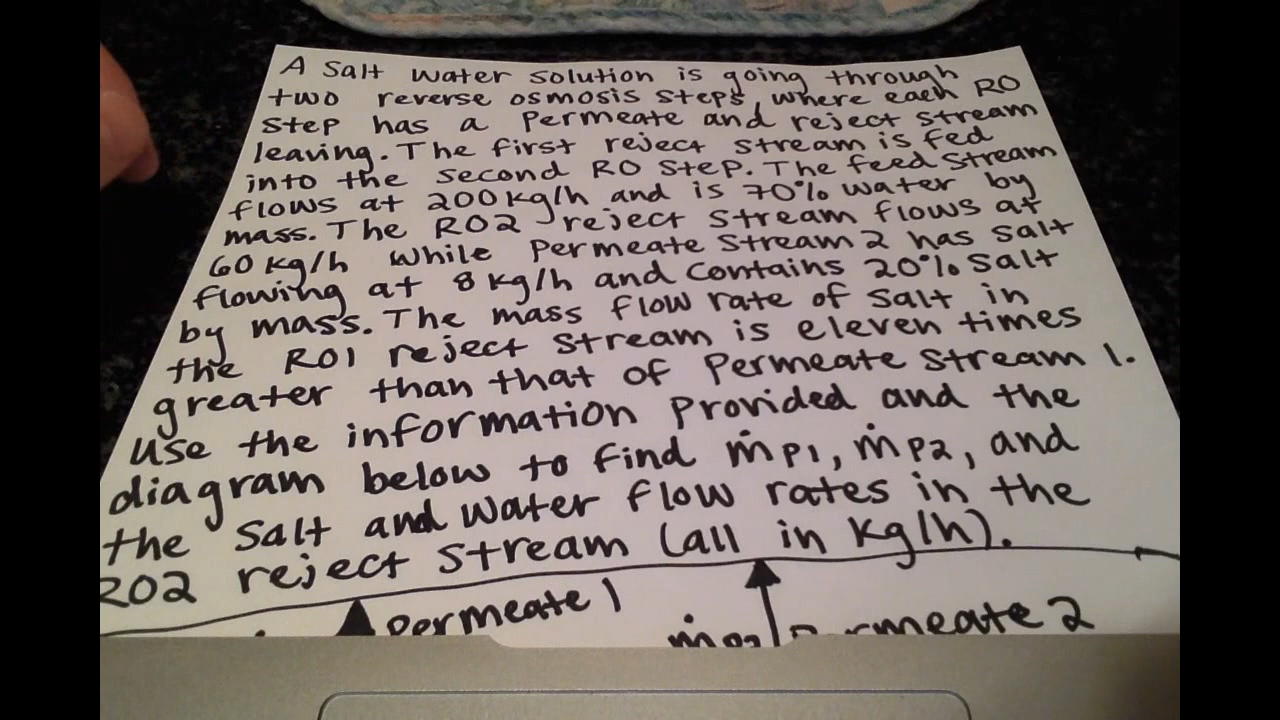 A salt water solution is going through
two reverse osmosis steps, where each RO
step has a permeate and reject stream
leaving. The first reject stream is fed
into the second RO step. The feed stream
flows at 200 kg/h and is 70% water by
mass. The RO2 reject stream flows at
60 kg/h while permeate stream 2 has salt
flowing at 8 kg/h and contains 20% salt
by mass. The mass flow rate of salt in
the RO1 reject stream is eleven times
greater than that of permeate stream 1.
Use the information provided and the
diagram below to find ṁp1, ṁp2, and
the salt and water flow rates in the
RO2 reject stream (all in kg/h).
Permeate 1
ṁp2 Permeate 2